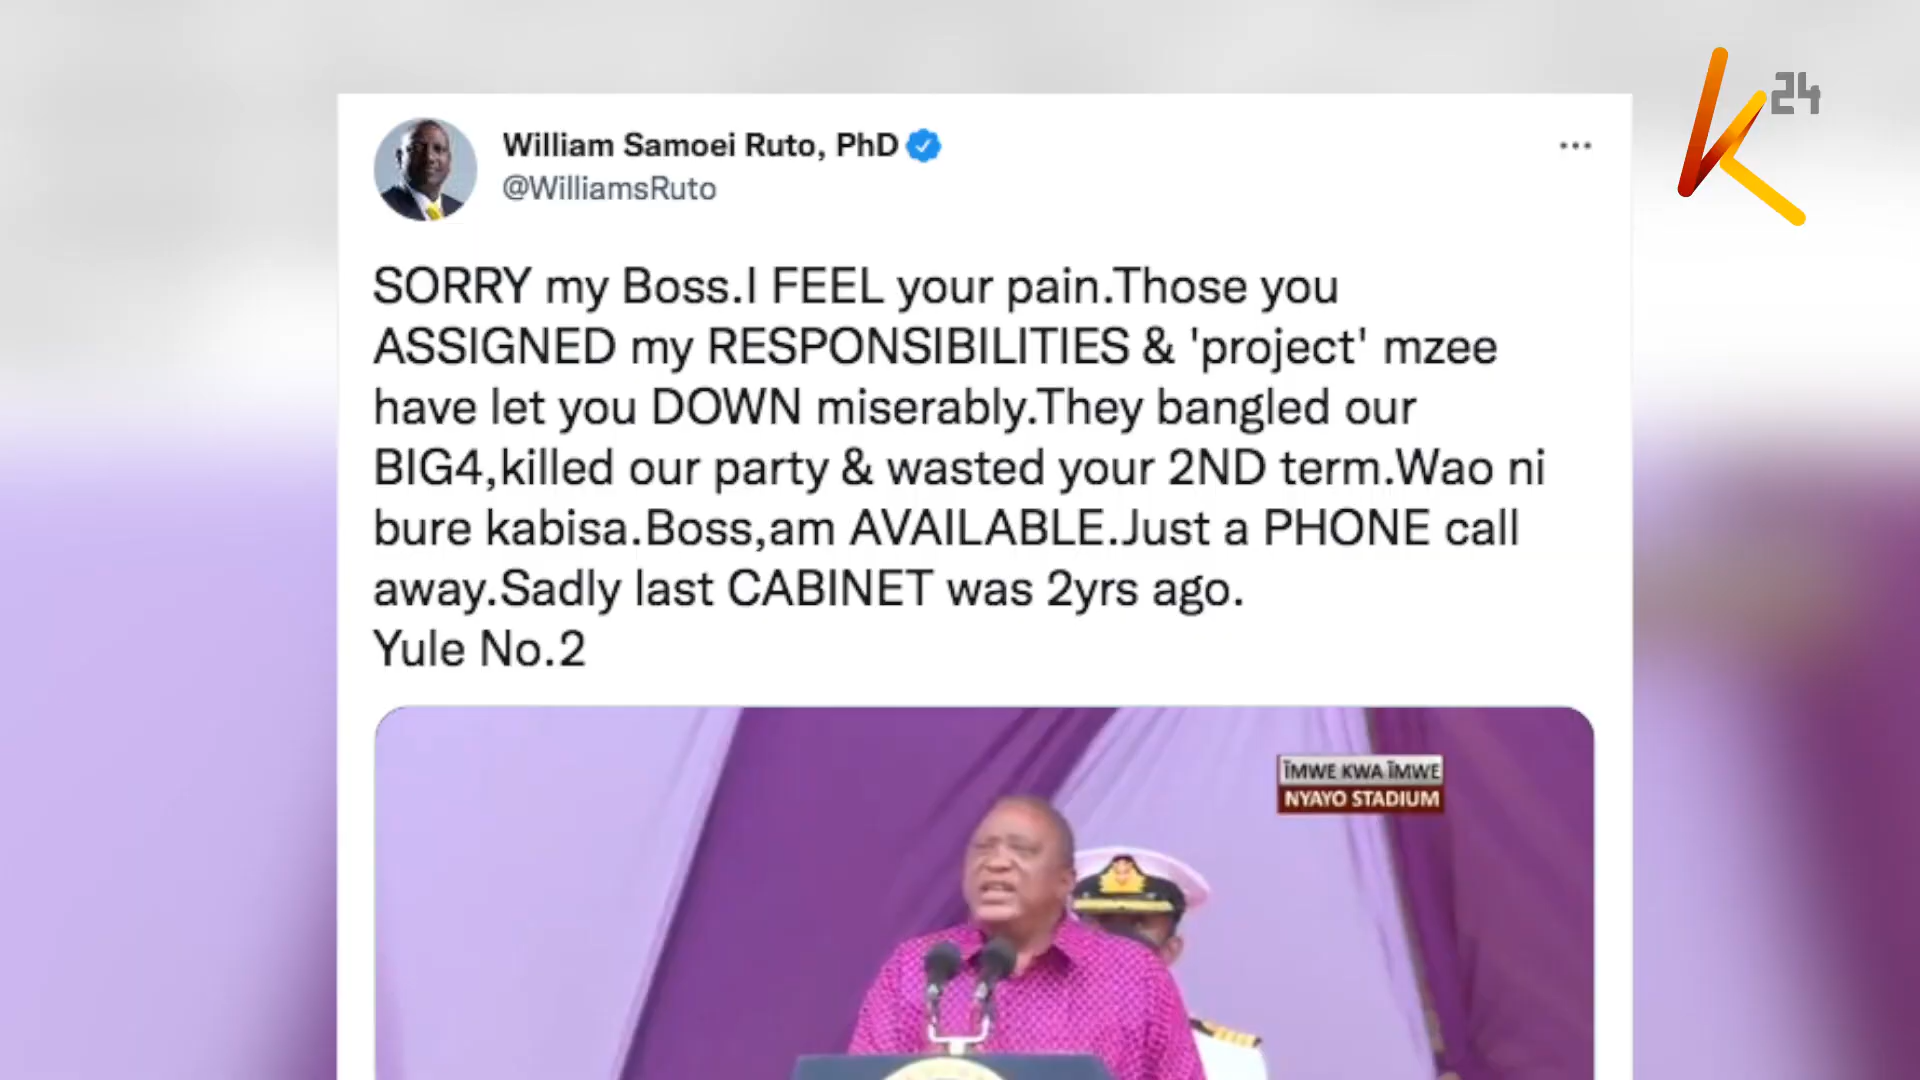 K24
William Samoei Ruto, PhD
@WilliamsRuto
SORRY my Boss.I FEEL your pain.Those you
ASSIGNED my RESPONSIBILITIES & 'project' mzee
have let you DOWN miserably.They bangled our
BIG4,killed our party & wasted your 2ND term.Wao ni
bure kabisa.Boss,am AVAILABLE.Just a PHONE call
away.Sadly last CABINET was 2yrs ago.
Yule No.2
ĨMWE KWA ĨMWE
NYAYO STADIUM